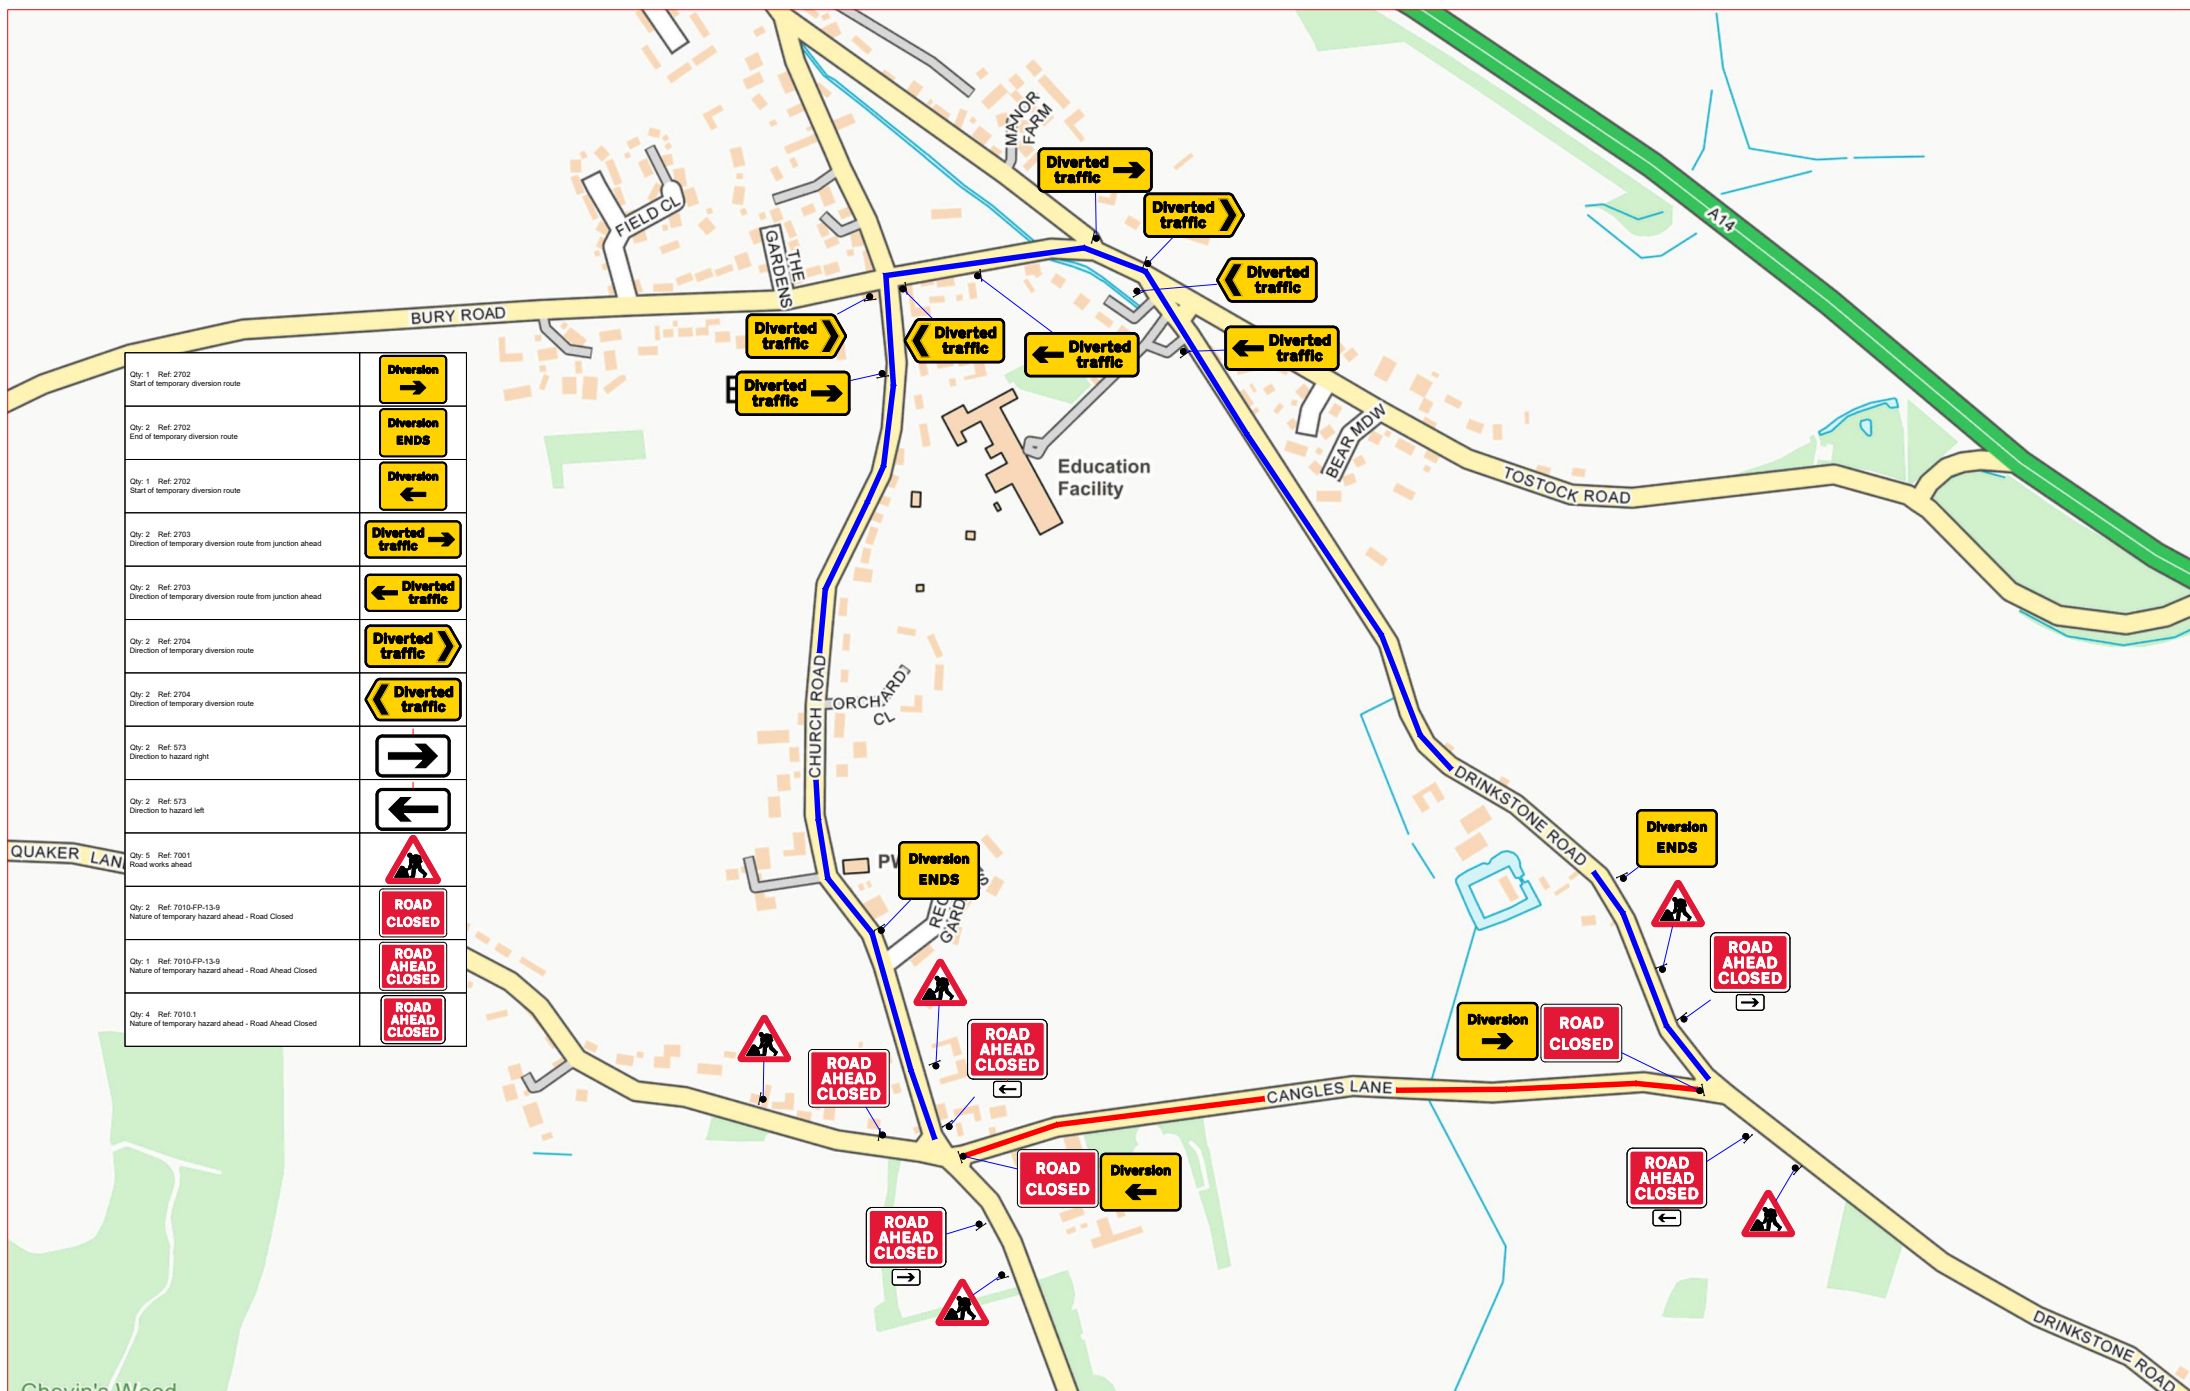 MANOR
FARM
A14
Diverted
traffic
Diverted
traffic
FIELD CL
THE
GARDENS
Diverted
traffic
BURY ROAD
Diverted
traffic
Diverted
traffic
Diverted
traffic
Diverted
traffic
Diverted
traffic
BEAR MDW
TOSTOCK ROAD
Education
Facility
Qty: 1 Ref: 2702
Start of temporary diversion route
Diversion
Qty: 2 Ref: 2702
End of temporary diversion route
Diversion
ENDS
Qty: 1 Ref: 2702
Start of temporary diversion route
Diversion
Qty: 2 Ref: 2703
Direction of temporary diversion route from junction ahead
Diverted
traffic
Qty: 2 Ref: 2703
Direction of temporary diversion route from junction ahead
Diverted
traffic
Qty: 2 Ref: 2704
Direction of temporary diversion route
Diverted
traffic
Qty: 2 Ref: 2704
Direction of temporary diversion route
Diverted
traffic
Qty: 2 Ref: 573
Direction to hazard right
Qty: 2 Ref: 573
Direction to hazard left
Qty: 5 Ref: 7001
Road works ahead
Qty: 2 Ref: 7010-FP-13-9
Nature of temporary hazard ahead - Road Closed
ROAD
CLOSED
Qty: 1 Ref: 7010-FP-13-9
Nature of temporary hazard ahead - Road Ahead Closed
ROAD
AHEAD
CLOSED
Qty: 4 Ref: 7010.1
Nature of temporary hazard ahead - Road Ahead Closed
ROAD
AHEAD
CLOSED
CHURCH ROAD
ORCHARD
CL
DRINKSTONE ROAD
QUAKER LAN
Diversion
ENDS
Diversion
ENDS
ROAD
AHEAD
CLOSED
Diversion
ROAD
CLOSED
ROAD
AHEAD
CLOSED
ROAD
AHEAD
CLOSED
CANGLES LANE
ROAD
CLOSED
Diversion
ROAD
AHEAD
CLOSED
ROAD
AHEAD
CLOSED
DRINKSTONE ROAD